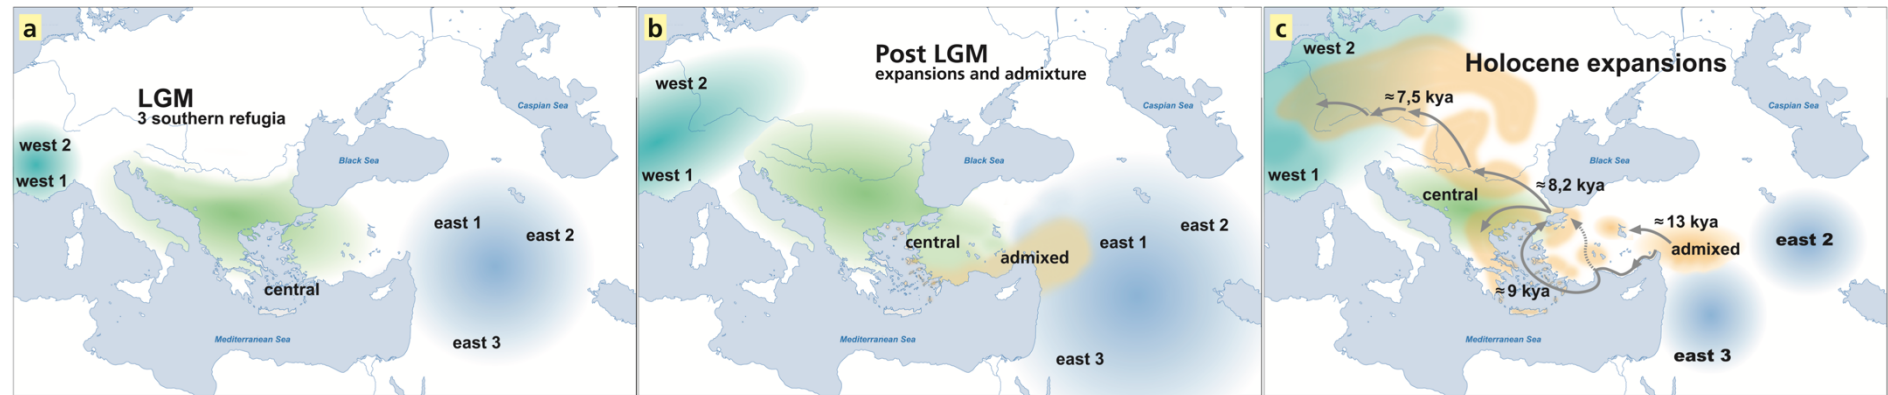 a
LGM
3 southern refugia
west 2
west 1
Caspian Sea
Black Sea
east 1
east 2
central
Mediterranean Sea
east 3
b
Post LGM
expansions and admixture
west 2
Caspian Sea
Black Sea
west 1
east 2
central
east 1
admixed
Mediterranean Sea
east 3
c
west 2
Holocene expansions
≈ 7,5 kya
Caspian Sea
Black Sea
west 1
≈ 8,2 kya
central
≈ 13 kya
east 2
admixed
≈ 9 kya
Mediterranean Sea
east 3